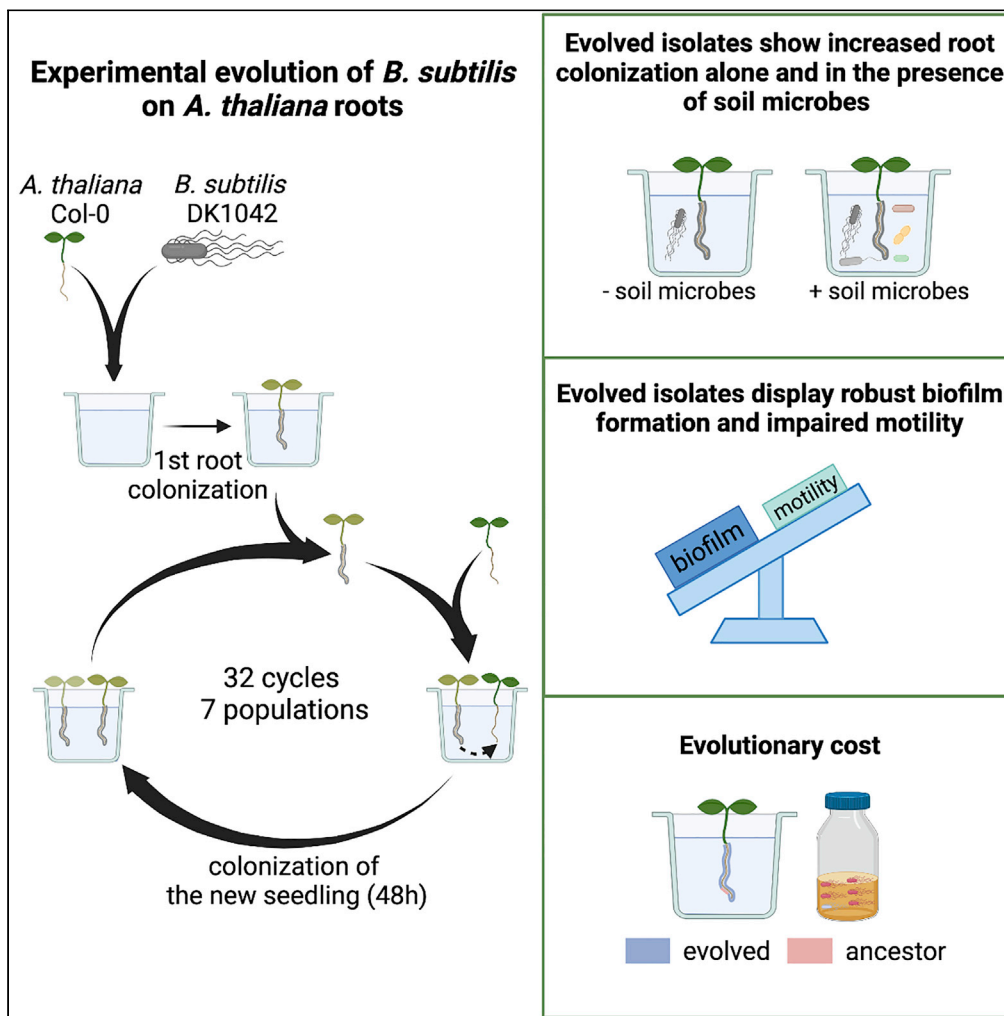 Experimental evolution of B. subtilis
on A. thaliana roots
A. thaliana
Col-0
B. subtilis
DK1042
1st root
colonization
32 cycles
7 populations
colonization of
the new seedling (48h)
Evolved isolates show increased root
colonization alone and in the presence
of soil microbes
- soil microbes
+ soil microbes
Evolved isolates display robust biofilm
formation and impaired motility
biofilm
motility
Evolutionary cost
evolved
ancestor